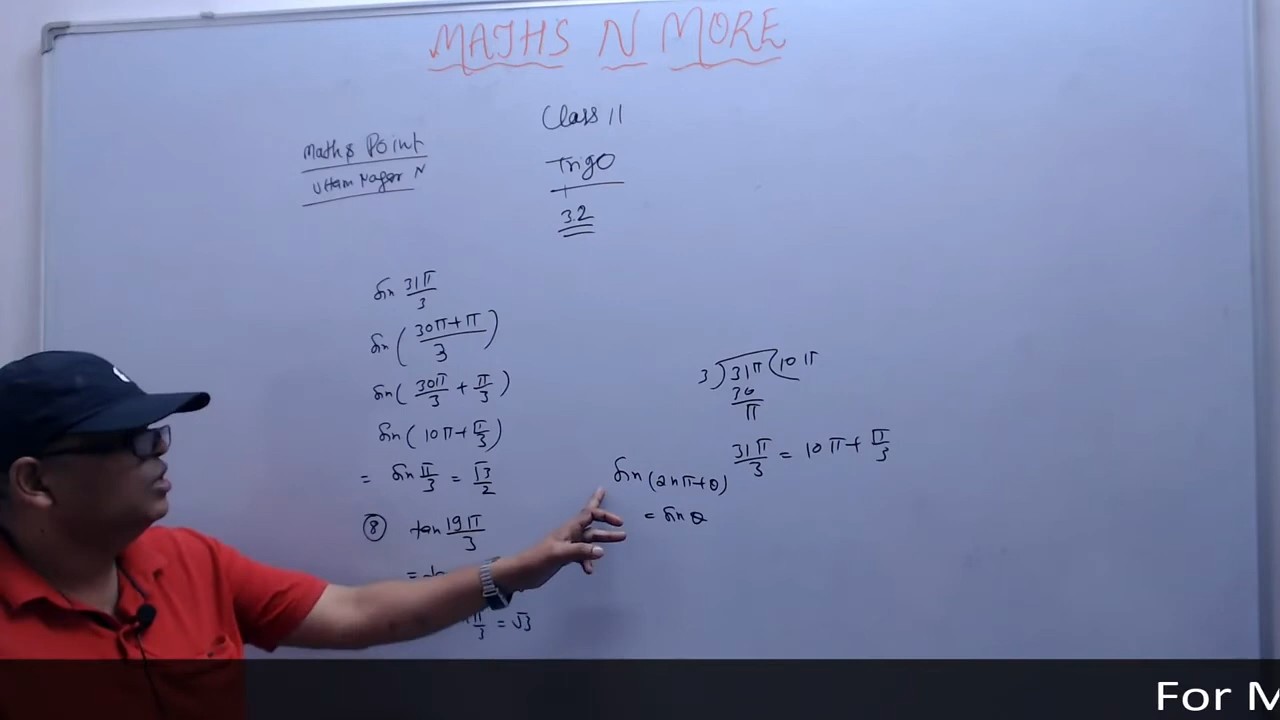 MATHS N MORE
Class 11
Maths Point
Uttam Nagar N
Trigo
3.2
sin 31π/3
sin (30π+π/3)
sin (30π/3 + π/3)
sin (10π+π/3)
= sin π/3 = √3/2
⑧ tan 19π/3
π/3 = √3
3) 31π (10π
30
π
31π/3 = 10π+π/3
sin (2nπ+θ)
= sin θ
For M